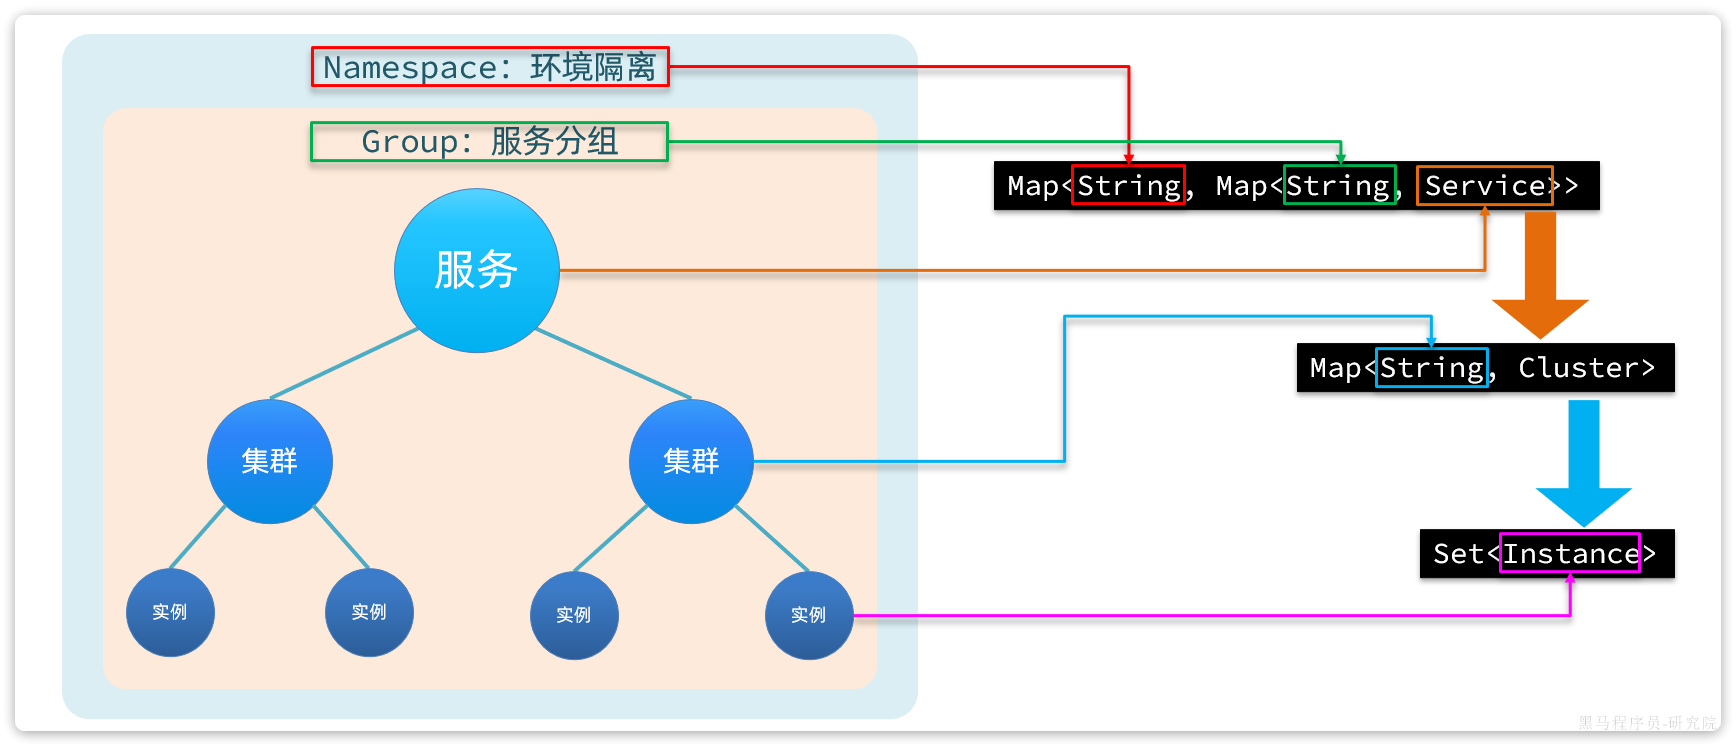 Namespace：环境隔离
Group：服务分组
Map<String, Map<String, Service>>
服务
Map<String, Cluster>
集群
集群
Set<Instance>
实例
实例
实例
实例
黑马程序员-研究院